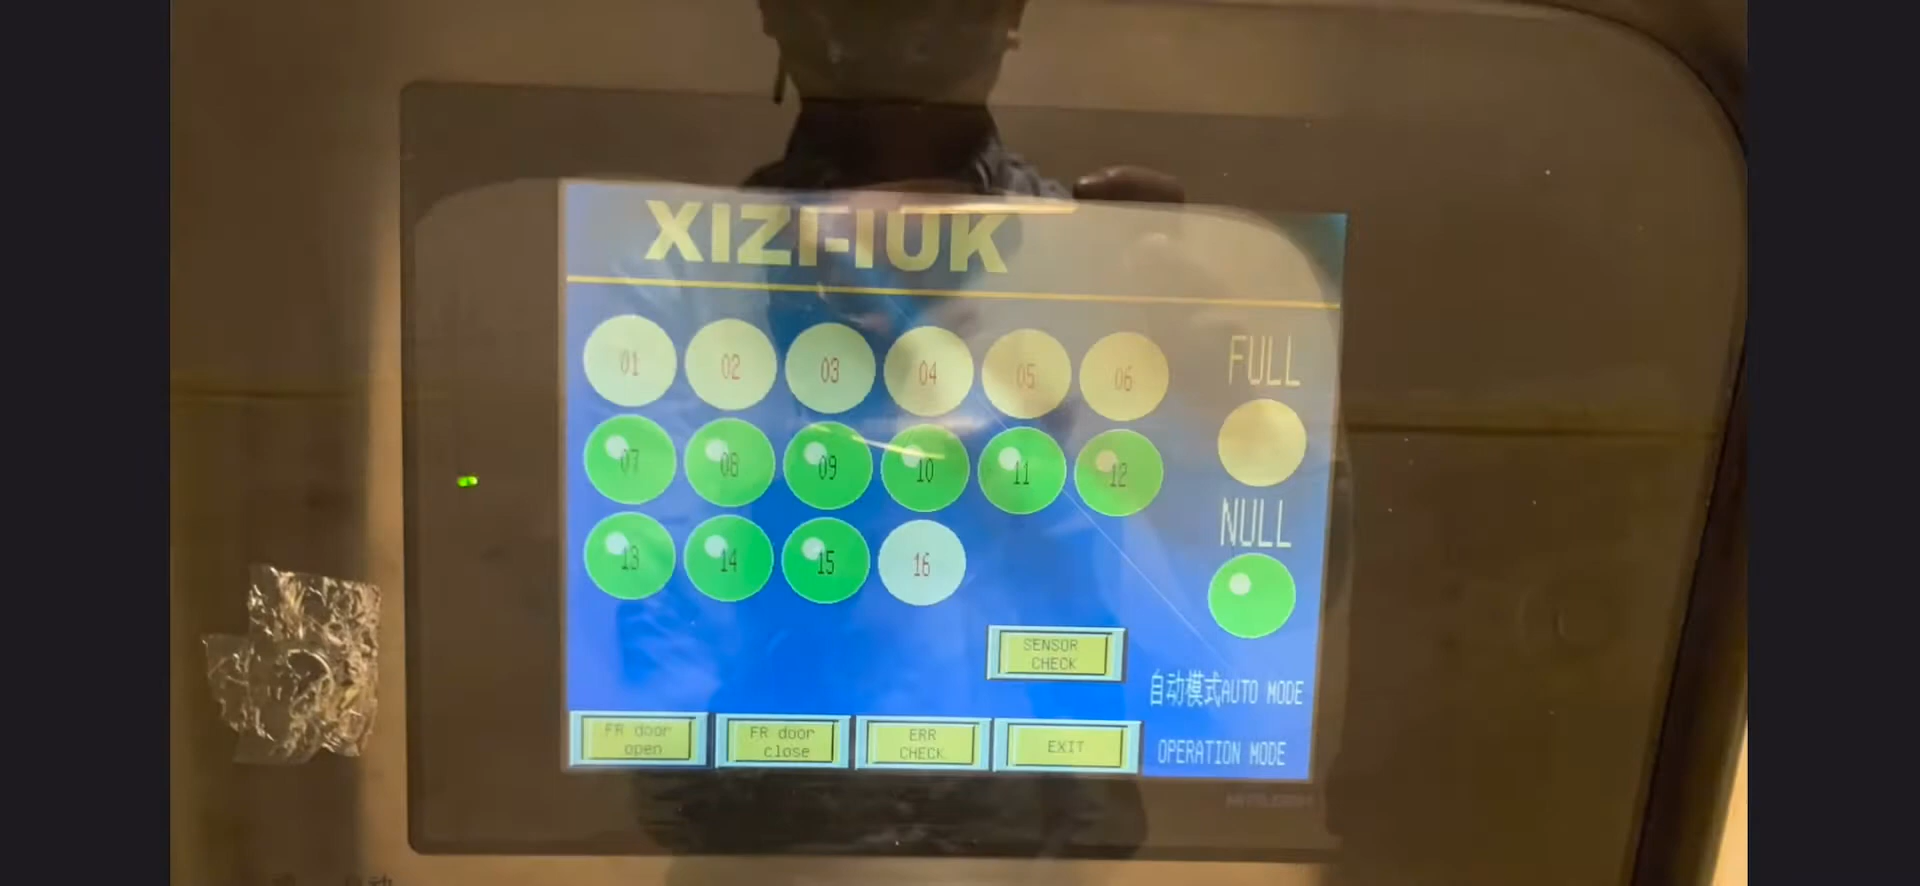 XIZI-IUK
01 02 03 04 05 06
FULL
07 08 09 10 11 12
NULL
13 14 15 16
SENSOR
CHECK
自动模式AUTO MODE
FR door
open
FR door
close
ERR
CHECK
EXIT
OPERATION MODE
MITSUBISHI